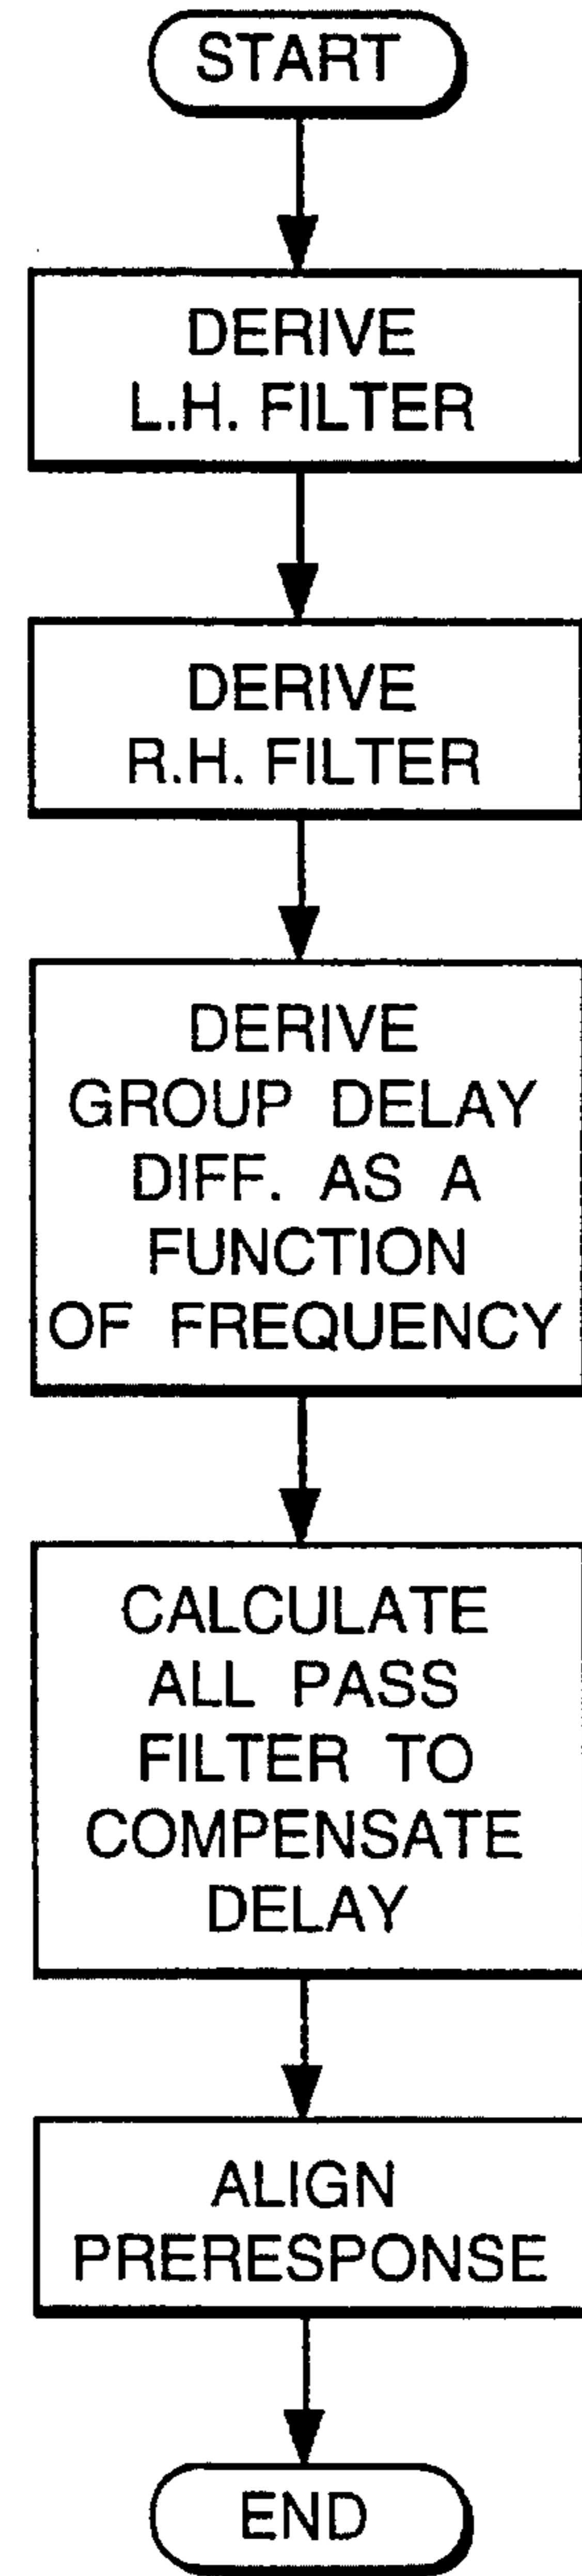 START
DERIVE
L.H. FILTER
DERIVE
R.H. FILTER
DERIVE
GROUP DELAY
DIFF. AS A
FUNCTION
OF FREQUENCY
CALCULATE
ALL PASS
FILTER TO
COMPENSATE
DELAY
ALIGN
PRERESPONSE
END